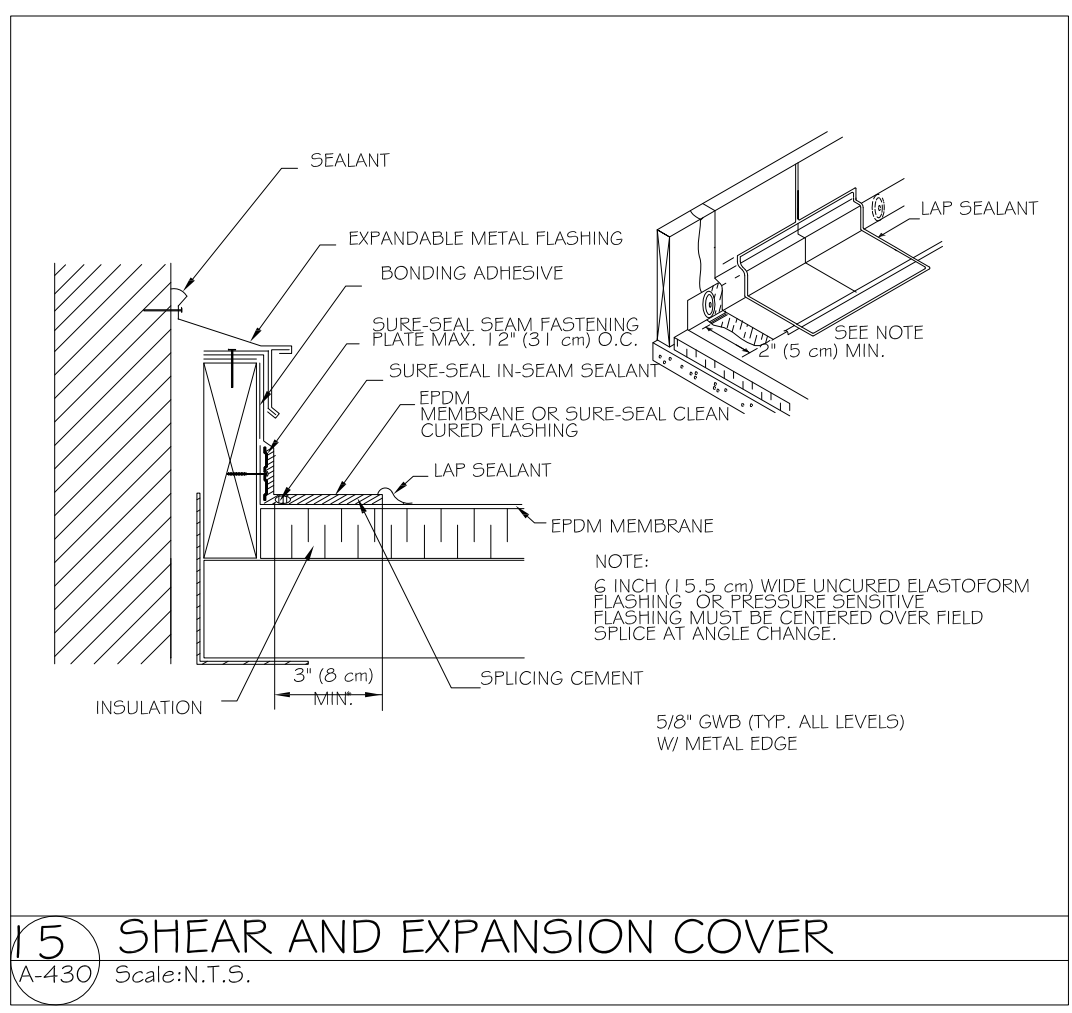 SEALANT
EXPANDABLE METAL FLASHING
BONDING ADHESIVE
SURE-SEAL SEAM FASTENING
PLATE MAX. 12" (31 cm) O.C.
SURE-SEAL IN-SEAM SEALANT
EPDM
MEMBRANE OR SURE-SEAL CLEAN
CURED FLASHING
LAP SEALANT
EPDM MEMBRANE
LAP SEALANT
SEE NOTE
2" (5 cm) MIN.
NOTE:
6 INCH (15.5 cm) WIDE UNCURED ELASTOFORM
FLASHING OR PRESSURE SENSITIVE
FLASHING MUST BE CENTERED OVER FIELD
SPLICE AT ANGLE CHANGE.
3" (8 cm)
MIN.
SPLICING CEMENT
INSULATION
5/8" GWB (TYP. ALL LEVELS)
W/ METAL EDGE
15 SHEAR AND EXPANSION COVER
A-430 Scale:N.T.S.